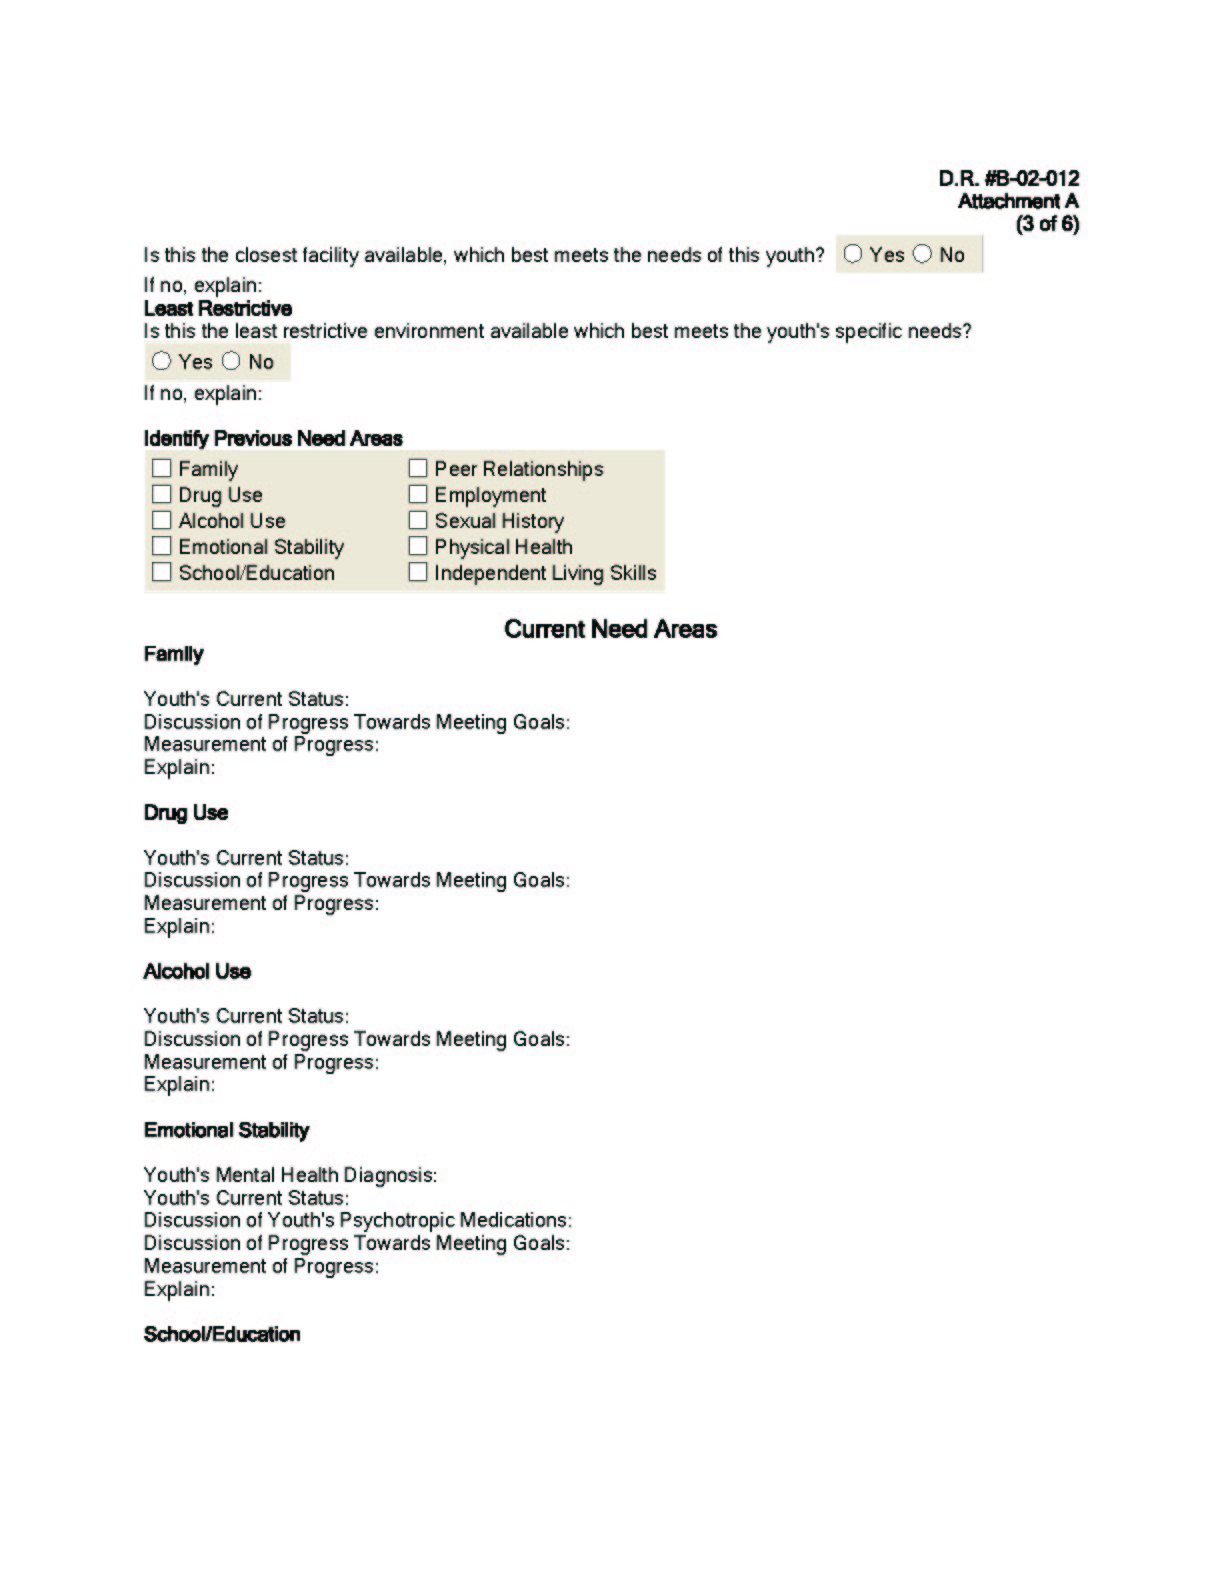 D.R. #B-02-012
Attachment A
(3 of 6)
Is this the closest facility available, which best meets the needs of this youth? Yes No
If no, explain:
Least Restrictive
Is this the least restrictive environment available which best meets the youth's specific needs?
Yes No
If no, explain:
Identify Previous Need Areas
Family Peer Relationships
Drug Use Employment
Alcohol Use Sexual History
Emotional Stability Physical Health
School/Education Independent Living Skills
Current Need Areas
Family
Youth's Current Status:
Discussion of Progress Towards Meeting Goals:
Measurement of Progress:
Explain:
Drug Use
Youth's Current Status:
Discussion of Progress Towards Meeting Goals:
Measurement of Progress:
Explain:
Alcohol Use
Youth's Current Status:
Discussion of Progress Towards Meeting Goals:
Measurement of Progress:
Explain:
Emotional Stability
Youth's Mental Health Diagnosis:
Youth's Current Status:
Discussion of Youth's Psychotropic Medications:
Discussion of Progress Towards Meeting Goals:
Measurement of Progress:
Explain:
School/Education